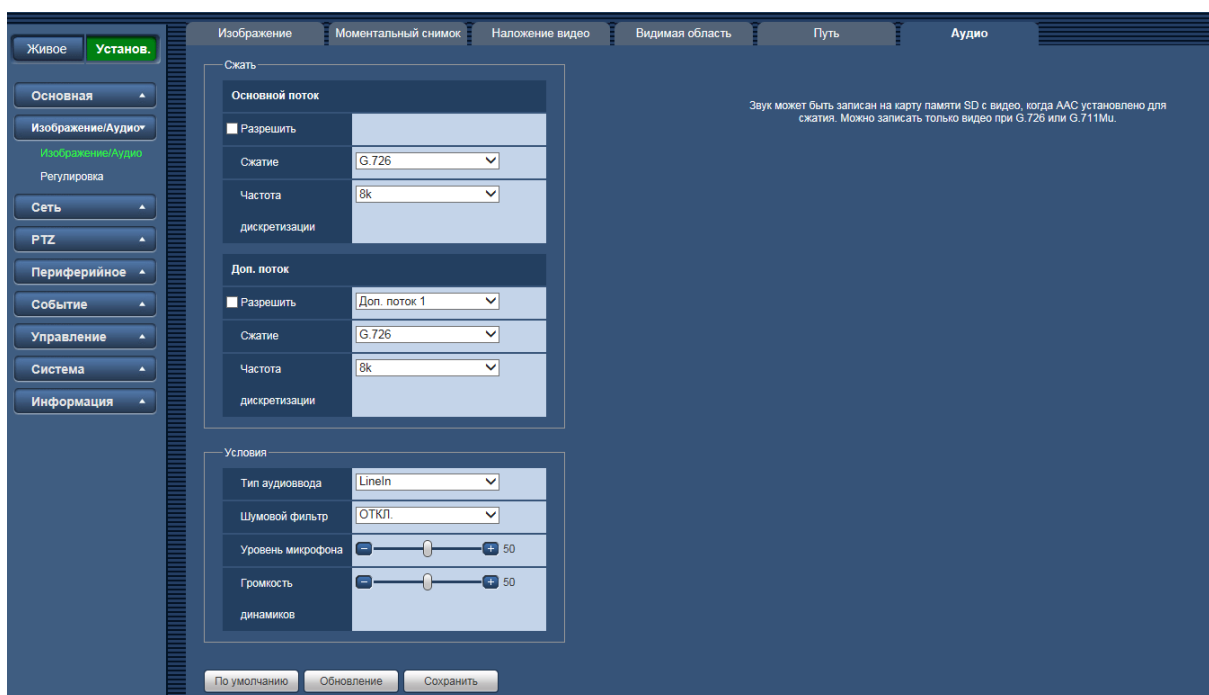 Живое
Установ.
Основная
Изображение/Аудио
Изображение/Аудио
Регулировка
Сеть
PTZ
Периферийное
Событие
Управление
Система
Информация
Изображение
Моментальный снимок
Наложение видео
Видимая область
Путь
Аудио
Сжать
Основной поток
Разрешить
Сжатие
G.726
Частота
8k
дискретизации
Доп. поток
Разрешить
Доп. поток 1
Сжатие
G.726
Частота
8k
дискретизации
Условия
Тип аудиоввода
LineIn
Шумовой фильтр
ОТКЛ.
Уровень микрофона
50
Громкость
50
динамиков
По умолчанию
Обновление
Сохранить
Звук может быть записан на карту памяти SD с видео, когда AAC установлено для
сжатия. Можно записать только видео при G.726 или G.711Mu.